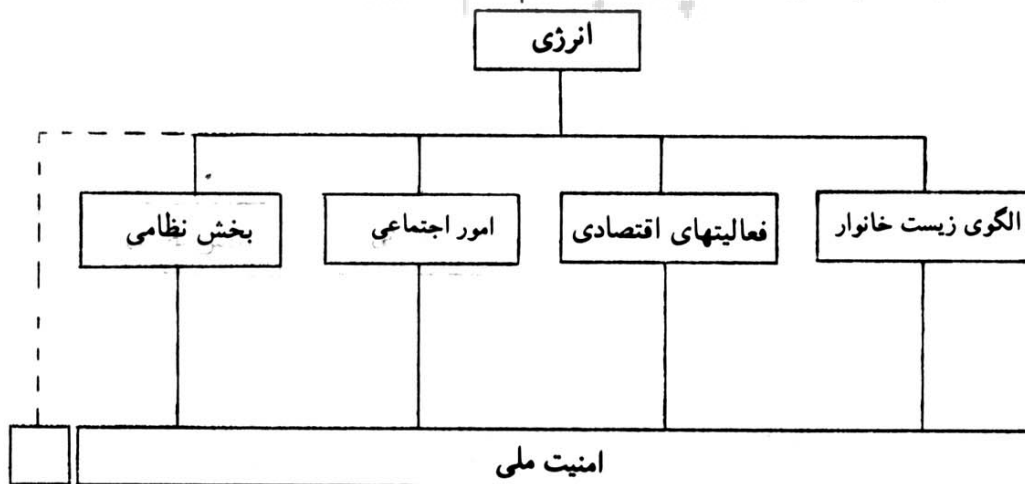 انرژی
الگوی زیست خانوار
فعالیتهای اقتصادی
امور اجتماعی
بخش نظامی
امنیت ملی